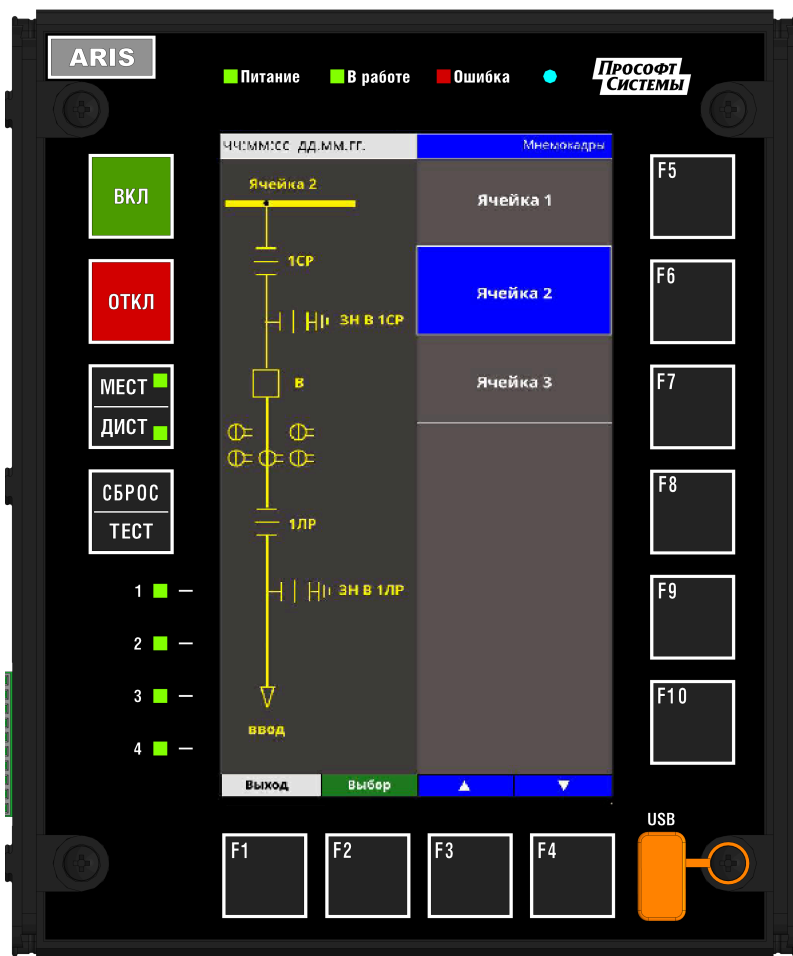 ARIS
Питание
В работе
Ошибка
Прософт
Системы
чч:мм:сс дд.мм.гг.
Мнемокадры
ВКЛ
ОТКЛ
МЕСТ
ДИСТ
СБРОС
ТЕСТ
1
2
3
4
Ячейка 2
1СР
ЗН В 1СР
В
1ЛР
ЗН В 1ЛР
ввод
Ячейка 1
Ячейка 2
Ячейка 3
Выход
Выбор
F5
F6
F7
F8
F9
F10
F1
F2
F3
F4
USB